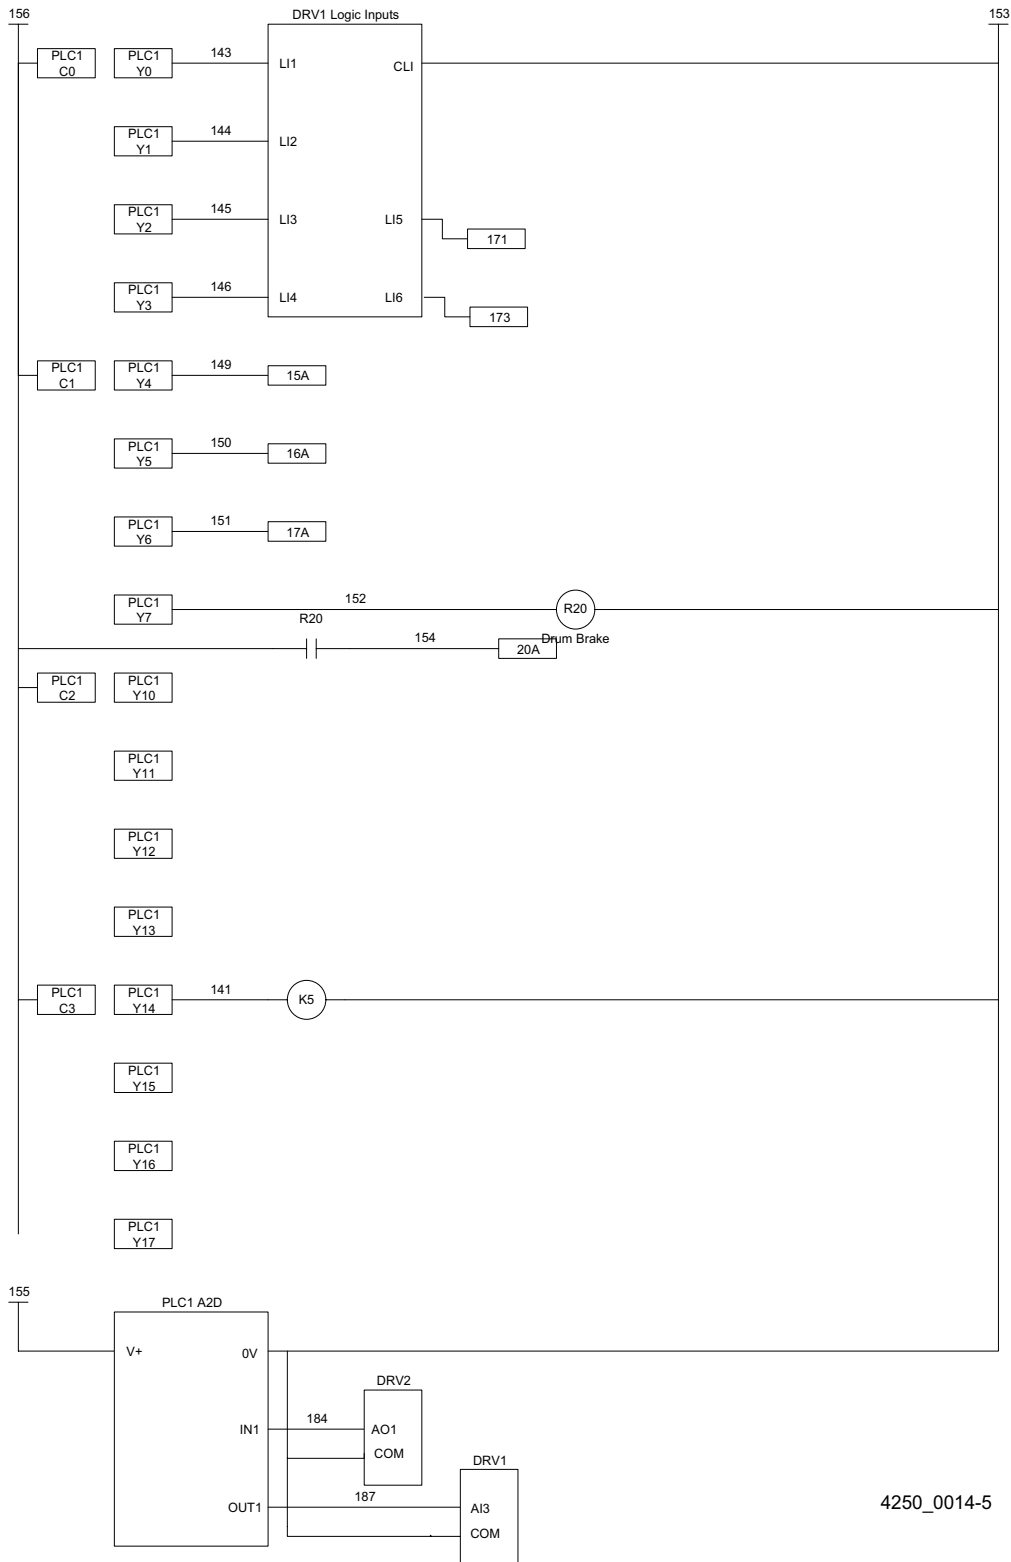 156
DRV1 Logic Inputs
153
PLC1
C0
PLC1
Y0
143
LI1
CLI
PLC1
Y1
144
LI2
PLC1
Y2
145
LI3
LI5
171
PLC1
Y3
146
LI4
LI6
173
PLC1
C1
PLC1
Y4
149
15A
PLC1
Y5
150
16A
PLC1
Y6
151
17A
PLC1
Y7
152
R20
Drum Brake
R20
154
20A
PLC1
C2
PLC1
Y10
PLC1
Y11
PLC1
Y12
PLC1
Y13
PLC1
C3
PLC1
Y14
141
K5
PLC1
Y15
PLC1
Y16
PLC1
Y17
155
PLC1 A2D
V+
0V
DRV2
IN1
184
AO1
COM
DRV1
OUT1
187
AI3
COM
4250_0014-5